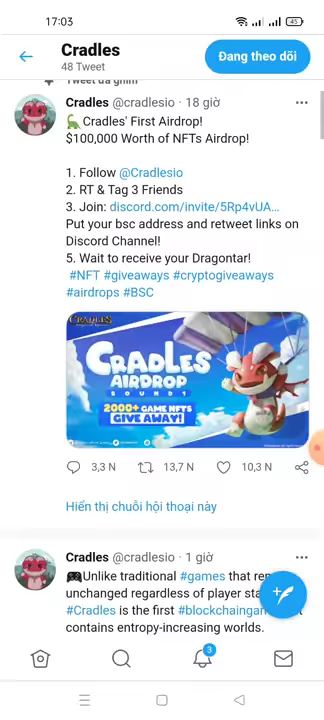 17:03
45
Cradles
48 Tweet
Đang theo dõi
Tweet đã ghim
Cradles @cradlesio · 18 giờ
🦕Cradles' First Airdrop!
$100,000 Worth of NFTs Airdrop!
1. Follow @Cradlesio
2. RT & Tag 3 Friends
3. Join: discord.com/invite/5Rp4vUA…
Put your bsc address and retweet links on
Discord Channel!
5. Wait to receive your Dragontar!
#NFT #giveaways #cryptogiveaways
#airdrops #BSC
CRADLES
CRADLES
AIRDROP
ROUND 1
2000+ GAME NFTS
GIVE AWAY!
3,3 N
13,7 N
10,3 N
Hiển thị chuỗi hội thoại này
Cradles @cradlesio · 1 giờ
🎮Unlike traditional #games that
unchanged regardless of player
#Cradles is the first
contains entropy-increasing worlds.
3